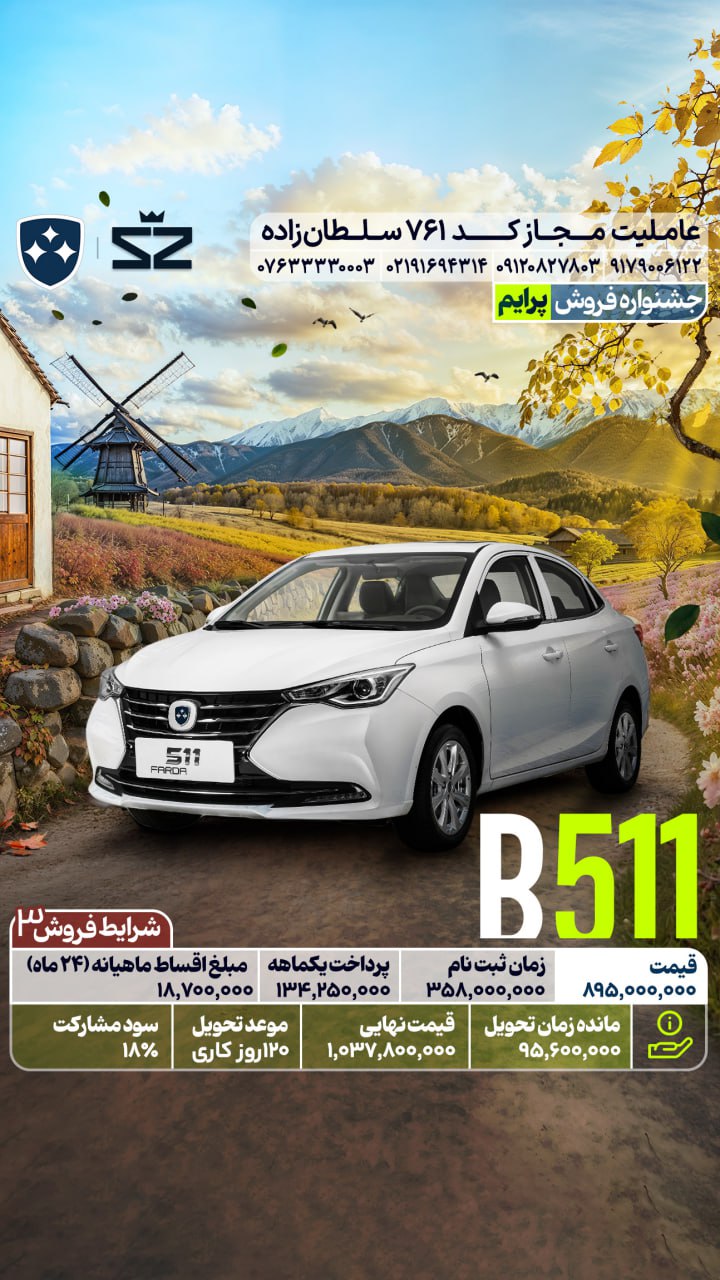 SZ
عاملیت مجاز کد ۷۶۱ سلطان‌زاده
۹۱۷۹۰۰۶۱۲۲ ۰۹۱۲۰۸۲۷۸۰۳ ۰۲۱۹۱۶۹۴۳۱۴ ۰۷۶۳۳۳۳۰۰۰۳
جشنواره فروش پرایم
511
FARDA
B511
شرایط فروش ۳
قیمت
۸۹۵,۰۰۰,۰۰۰
زمان ثبت نام
۳۵۸,۰۰۰,۰۰۰
پرداخت یکماهه
۱۳۴,۲۵۰,۰۰۰
مبلغ اقساط ماهیانه (۲۴ ماه)
۱۸,۷۰۰,۰۰۰
مانده زمان تحویل
۹۵,۶۰۰,۰۰۰
قیمت نهایی
۱,۰۳۷,۸۰۰,۰۰۰
موعد تحویل
۱۲۰روز کاری
سود مشارکت
۱۸٪